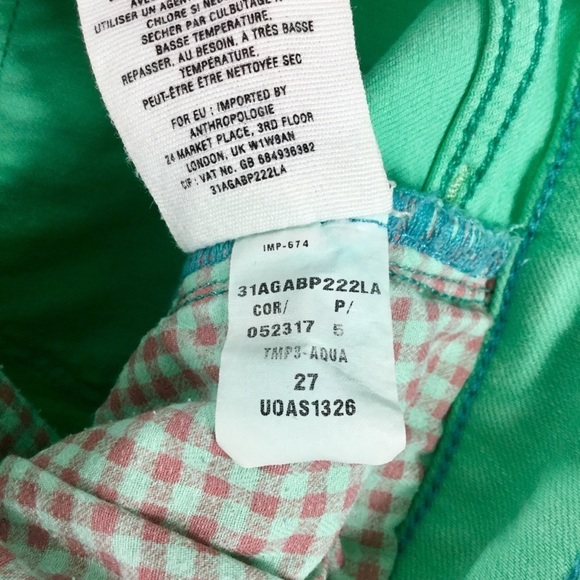 UTILISER UN AGENT
CHLORE SI
SÉCHER PAR CULBUTAGE À
BASSE TEMPÉRATURE.
REPASSER, AU BESOIN, À TRÈS BASSE
TEMPÉRATURE.
PEUT-ÊTRE ÊTRE NETTOYÉE SEC
FOR EU : IMPORTED BY
ANTHROPOLOGIE
24 MARKET PLACE, 3RD FLOOR
LONDON, UK W1W8AN
CIF : VAT No. GB 684936382
31AGABP222LA
IMP-674
31AGABP222LA
COR/ P/
052317 5
TMP3-AQUA
27
UOAS1326